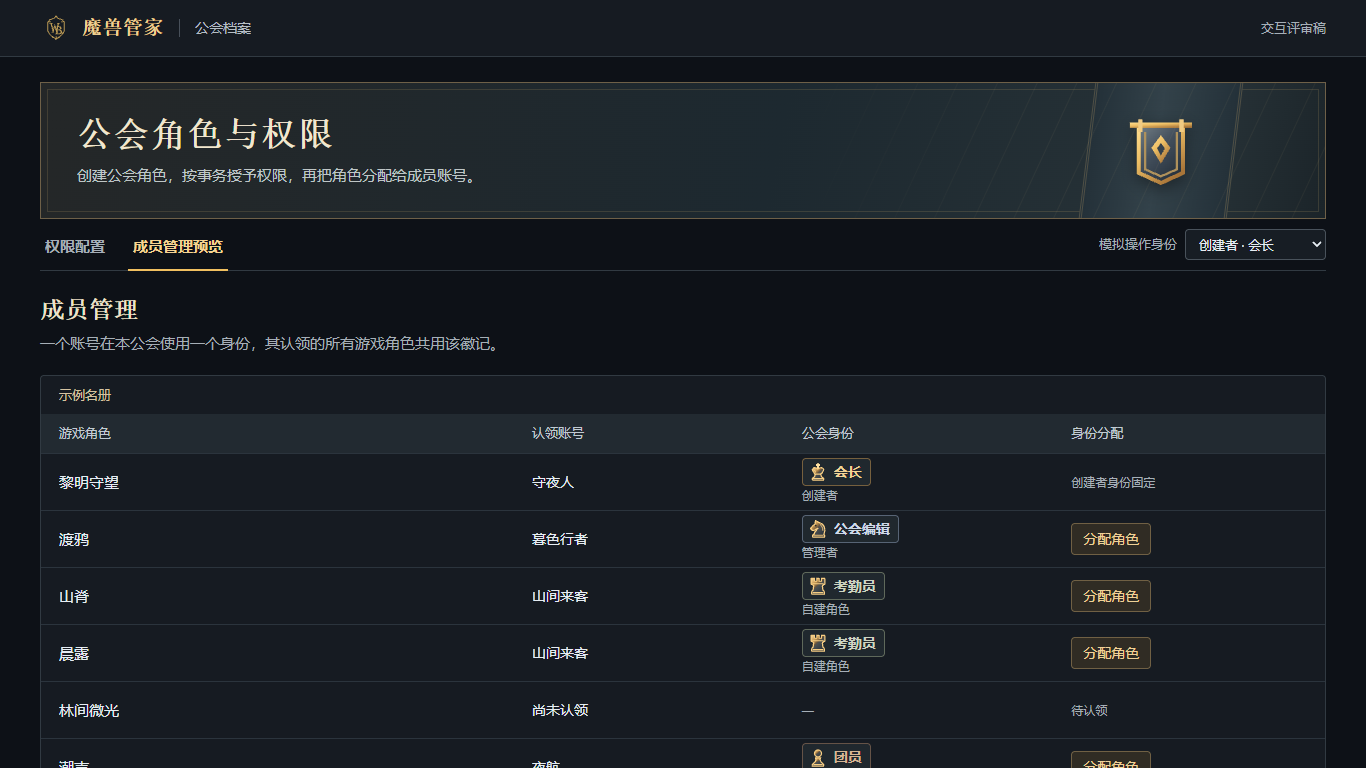 魔兽管家 公会档案 交互评审稿
公会角色与权限
创建公会角色，按事务授予权限，再把角色分配给成员账号。
权限配置 成员管理预览 模拟操作身份 创建者 · 会长
成员管理
一个账号在本公会使用一个身份，其认领的所有游戏角色共用该徽记。
示例名册
游戏角色 认领账号 公会身份 身份分配
黎明守望 守夜人 会长 创建者身份固定
创建者
渡鸦 暮色行者 公会编辑 分配角色
管理者
山脊 山间来客 考勤员 分配角色
自建角色
晨露 山间来客 考勤员 分配角色
自建角色
林间微光 尚未认领 — 待认领
潮声 夜航 团员 分配角色